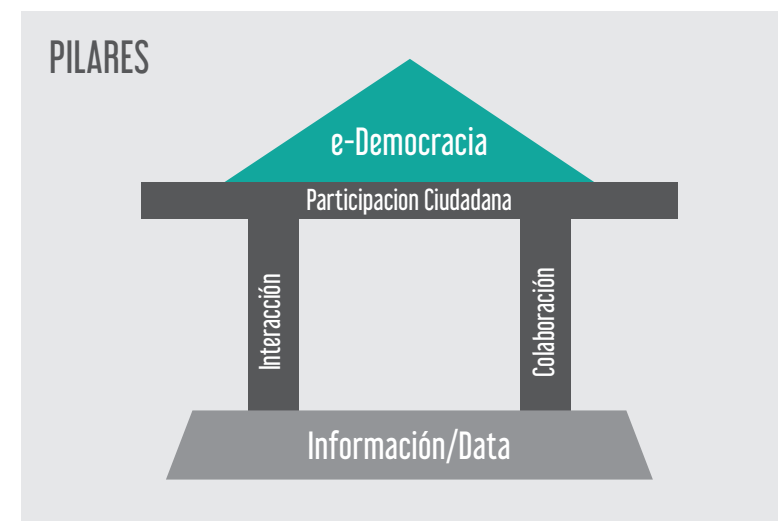 PILARES
e-Democracia
Participacion Ciudadana
Interacción
Colaboración
Información/Data